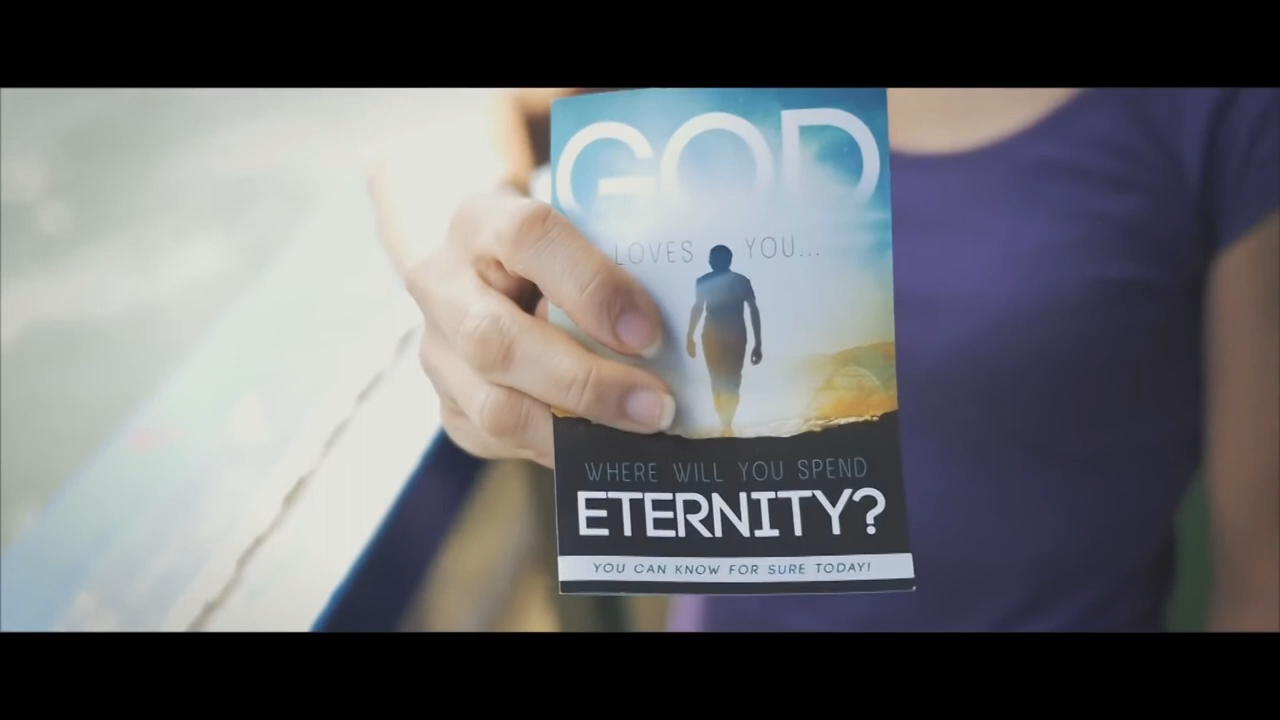 GOD
LOVES YOU...
WHERE WILL YOU SPEND
ETERNITY?
YOU CAN KNOW FOR SURE TODAY!